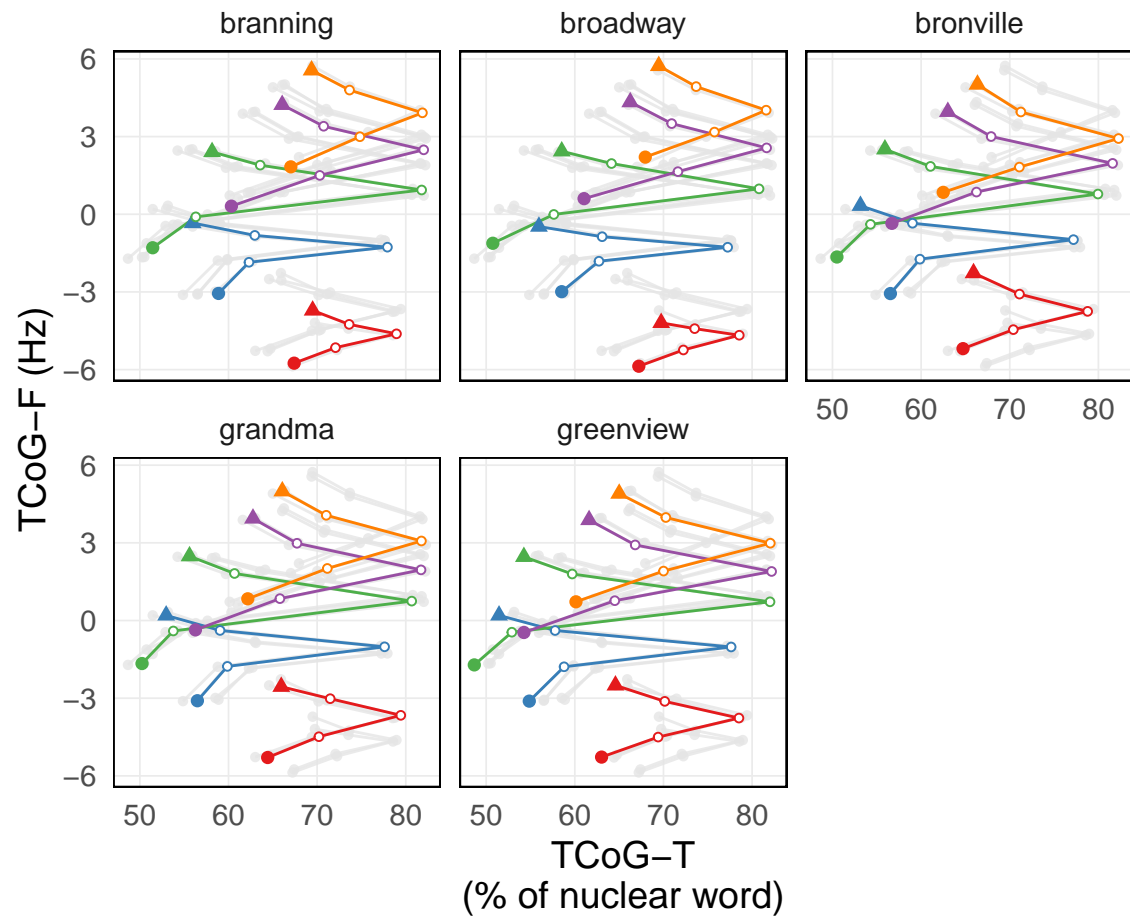 branning
broadway
bronville
6
3
0
−3
−6
50
60
70
80
grandma
greenview
6
3
0
−3
−6
50
60
70
80
50
60
70
80
TCoG−F (Hz)
TCoG−T
(% of nuclear word)